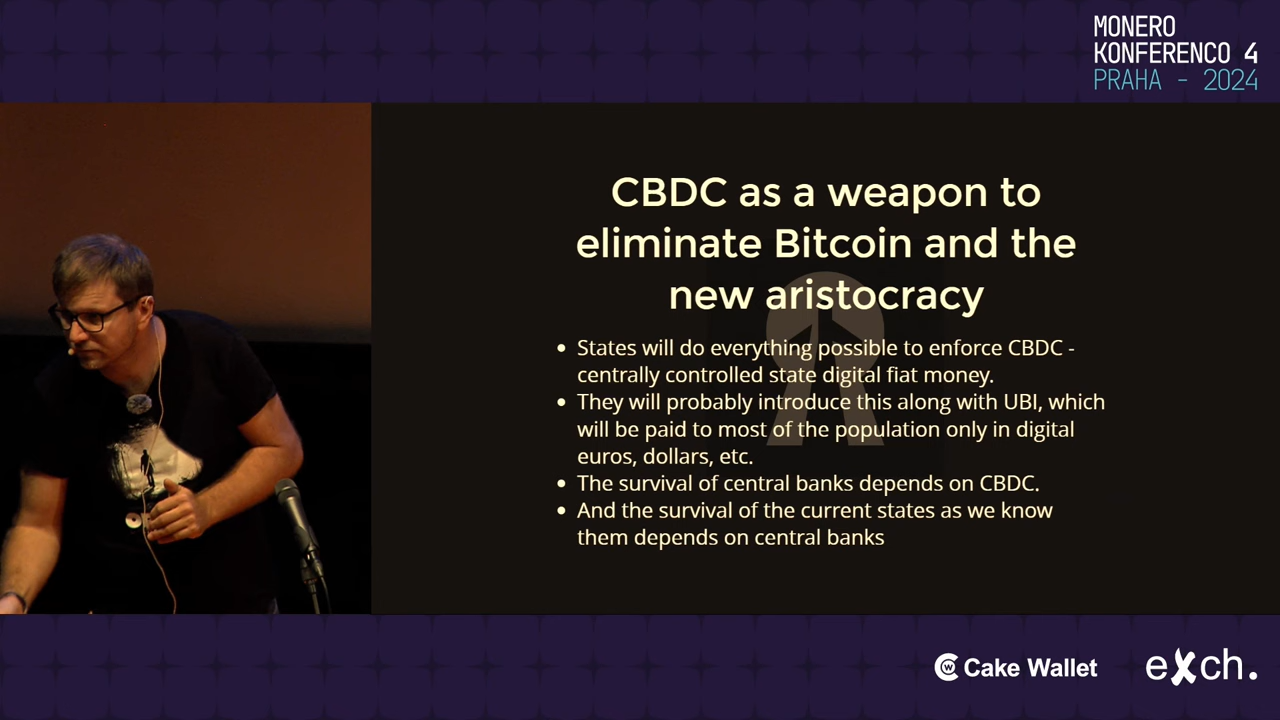 MONERO
KONFERENCO 4
PRAHA - 2024
CBDC as a weapon to
eliminate Bitcoin and the
new aristocracy
• States will do everything possible to enforce CBDC -
centrally controlled state digital fiat money.
• They will probably introduce this along with UBI, which
will be paid to most of the population only in digital
euros, dollars, etc.
• The survival of central banks depends on CBDC.
• And the survival of the current states as we know
them depends on central banks
Cake Wallet
eXch.